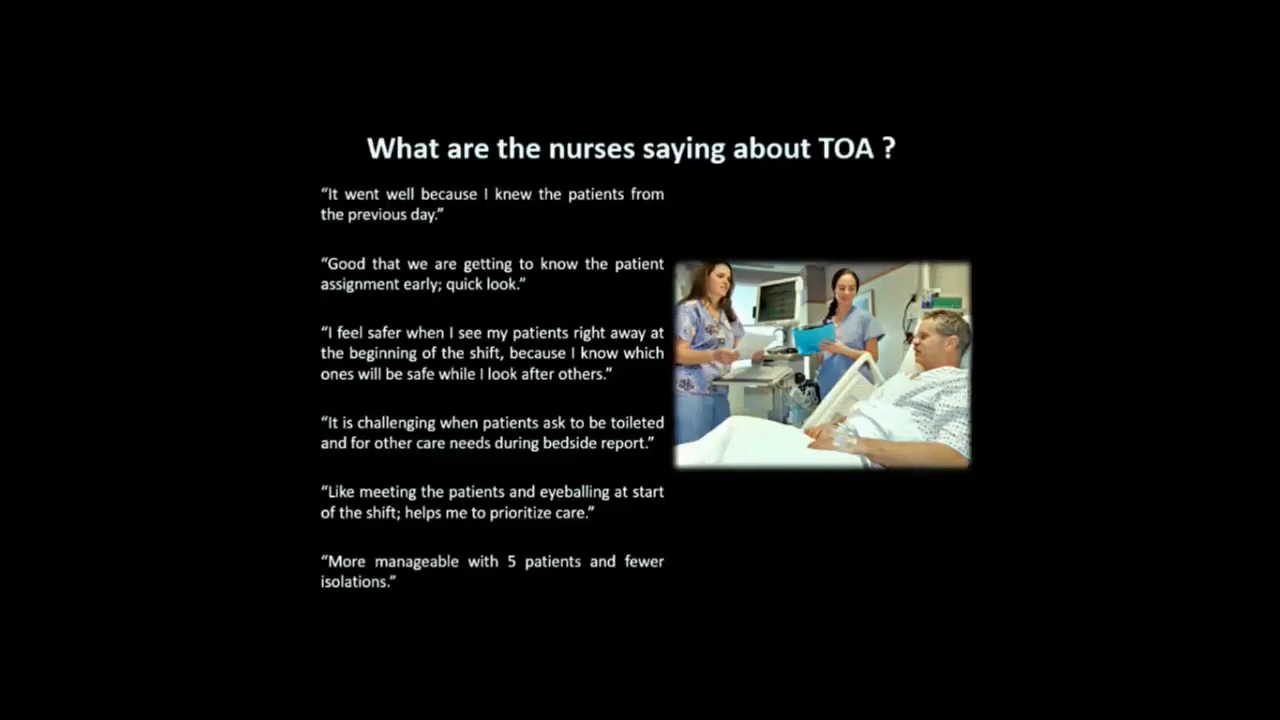 What are the nurses saying about TOA ?
“It went well because I knew the patients from
the previous day.”
“Good that we are getting to know the patient
assignment early; quick look.”
“I feel safer when I see my patients right away at
the beginning of the shift, because I know which
ones will be safe while I look after others.”
“It is challenging when patients ask to be toileted
and for other care needs during bedside report.”
“Like meeting the patients and eyeballing at start
of the shift; helps me to prioritize care.”
“More manageable with 5 patients and fewer
isolations.”